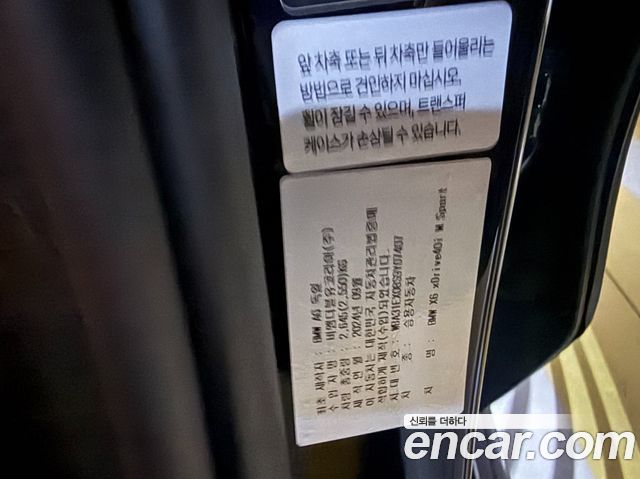 앞 차축 또는 뒤 차축만 들어올리는
방법으로 견인하지 마십시오.
휠이 잠길 수 있으며, 트랜스퍼
케이스가 손상될 수 있습니다.
최초 제작자 : BMW AG 독일
수 입 자 명 : 비엠더블유코리아(주)
차량 총중량 : 2,645(2,550)KG
제 작 연 월 : 2024년 09월
이 자동차는 대한민국 자동차관리법령에
적합하게 제작(수입)되었습니다.
차 대 번 호 :
차 종 : 승용자동차
차 명 : BMW X6 xDrive40i M Sport
신뢰를 더하다
encar.com